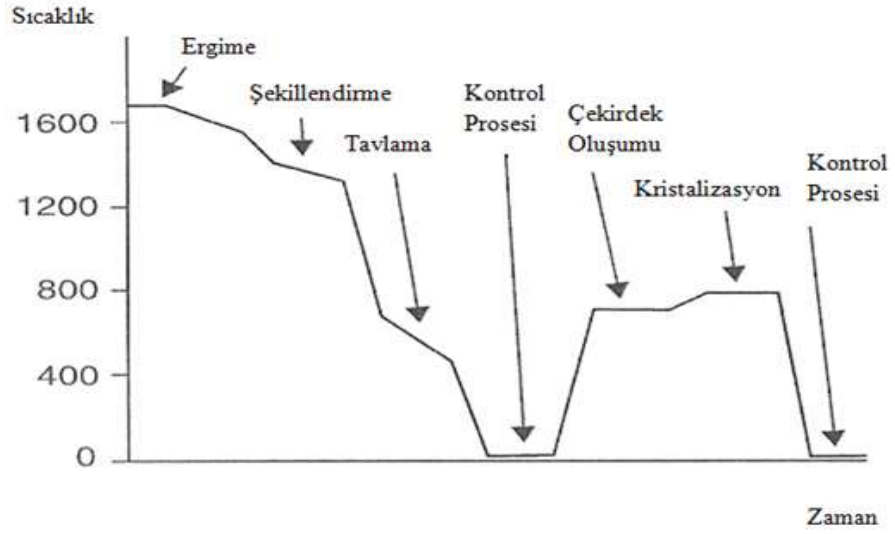 Sıcaklık
Ergime
Şekillendirme
Tavlama
Kontrol
Prosesi
Çekirdek
Oluşumu
Kristalizasyon
Kontrol
Prosesi
1600
1200
800
400
0
Zaman